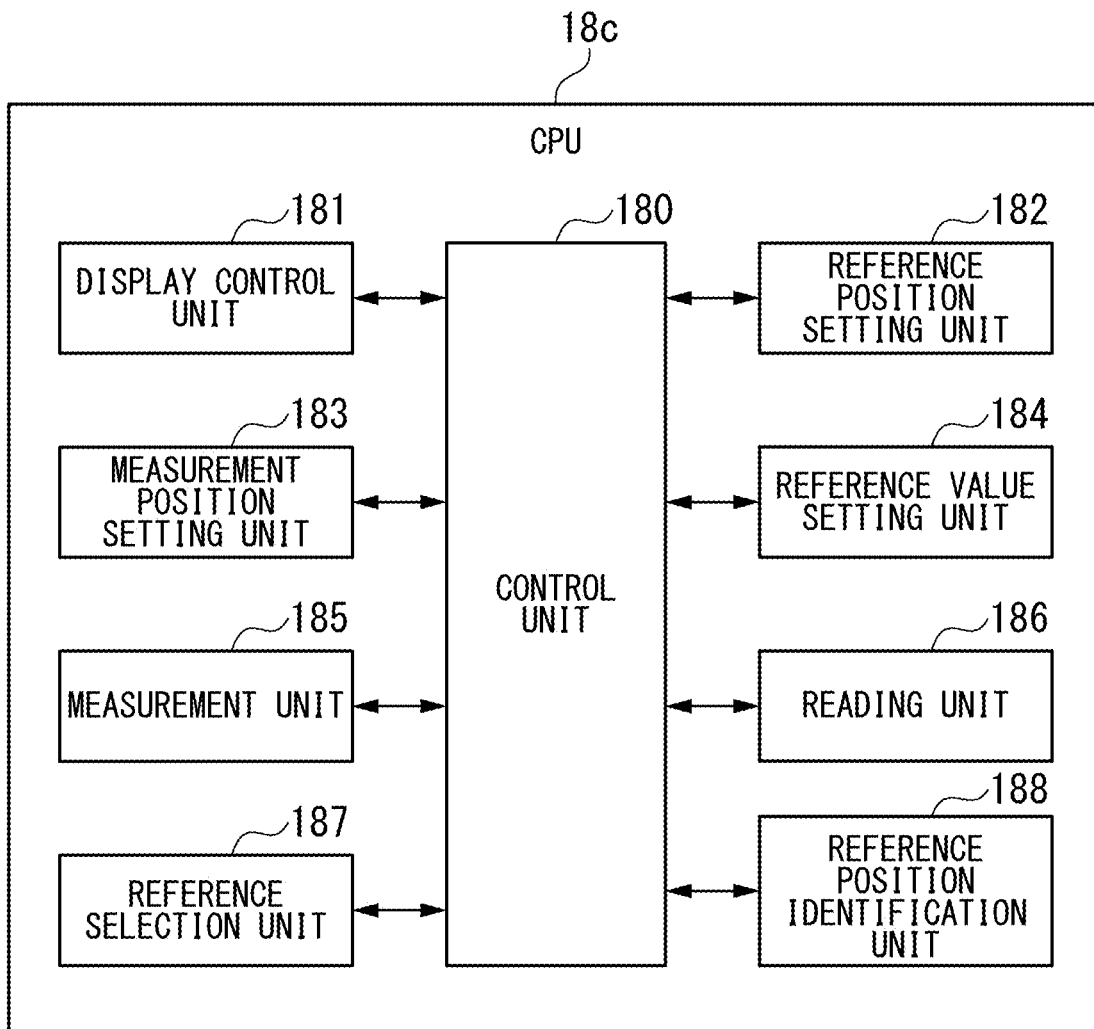 18c
CPU
181
DISPLAY CONTROL
UNIT
180
CONTROL
UNIT
182
REFERENCE
POSITION
SETTING UNIT
183
MEASUREMENT
POSITION
SETTING UNIT
184
REFERENCE VALUE
SETTING UNIT
185
MEASUREMENT UNIT
186
READING UNIT
187
REFERENCE
SELECTION UNIT
188
REFERENCE
POSITION
IDENTIFICATION
UNIT